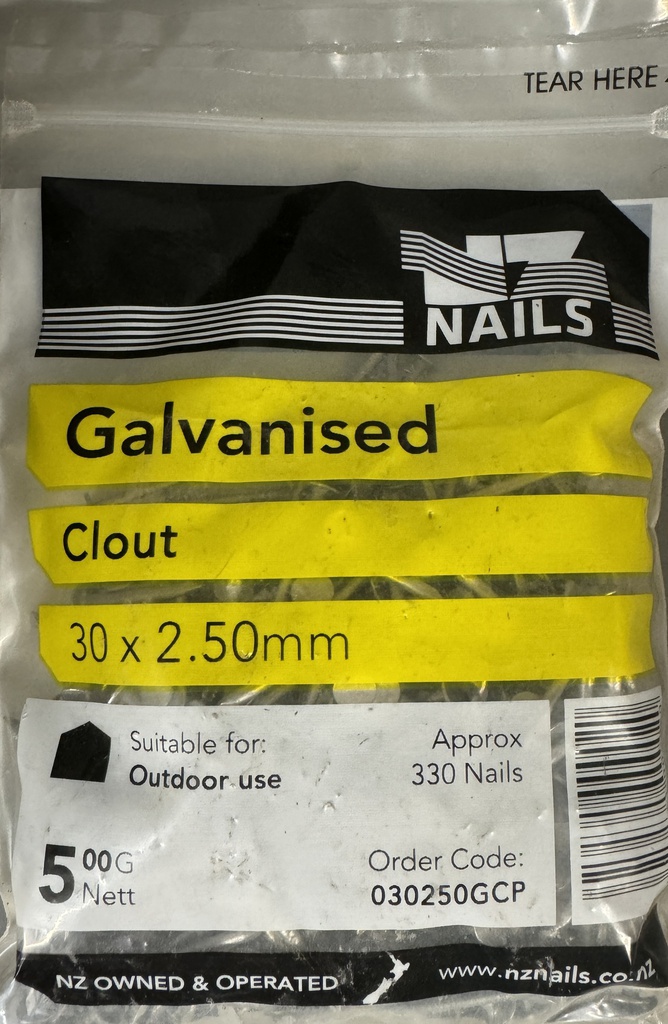 TEAR HERE
NZ
NAILS
Galvanised
Clout
30 x 2.50mm
Suitable for:
Outdoor use
Approx
330 Nails
500G
Nett
Order Code:
030250GCP
NZ OWNED & OPERATED
www.nznails.co.nz